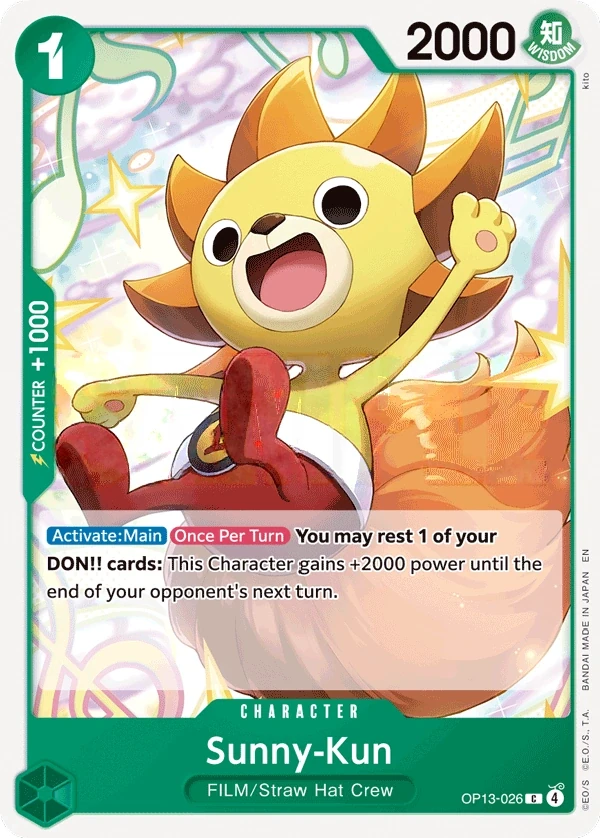 1
2000
知
WISDOM
kito
COUNTER +1000
Activate:Main Once Per Turn You may rest 1 of your
DON!! cards: This Character gains +2000 power until the
end of your opponent's next turn.
CHARACTER
Sunny-Kun
FILM/Straw Hat Crew
OP13-026 C 4
©EO/S ©E.O./S., T.A. BANDAI MADE IN JAPAN EN